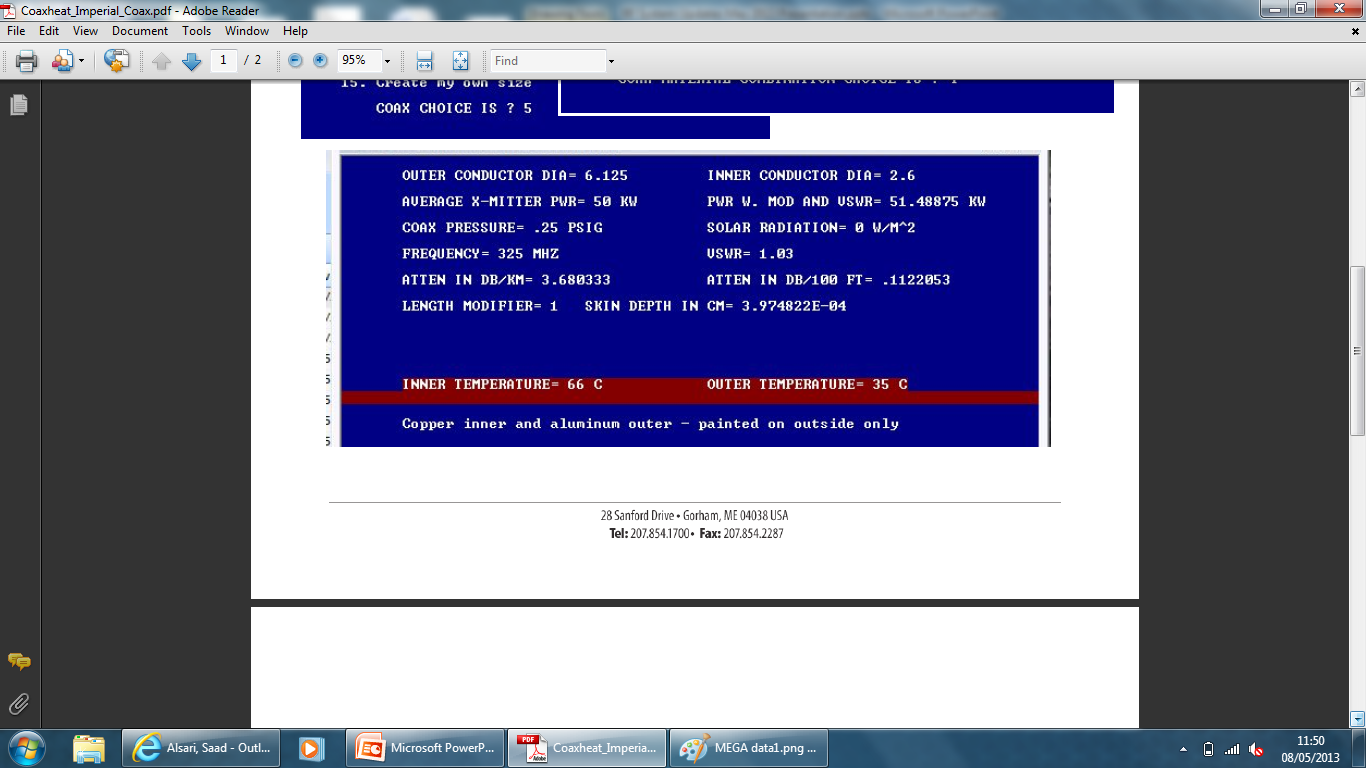 Coaxheat_Imperial_Coax.pdf - Adobe Reader
File Edit View Document Tools Window Help
1 / 2 95% Find
15. Create my own size
COAX CHOICE IS ? 5
COAX MATERIAL COMBINATION CHOICE IS ?
OUTER CONDUCTOR DIA= 6.125 INNER CONDUCTOR DIA= 2.6
AVERAGE X-MITTER PWR= 50 KW PWR W. MOD AND VSWR= 51.48875 KW
COAX PRESSURE= .25 PSIG SOLAR RADIATION= 0 W/M^2
FREQUENCY= 325 MHZ VSWR= 1.03
ATTEN IN DB/KM= 3.680333 ATTEN IN DB/100 FT= .1122053
LENGTH MODIFIER= 1 SKIN DEPTH IN CM= 3.974822E-04
INNER TEMPERATURE= 66 C OUTER TEMPERATURE= 35 C
Copper inner and aluminum outer - painted on outside only
28 Sanford Drive • Gorham, ME 04038 USA
Tel: 207.854.1700 • Fax: 207.854.2287
Alsari, Saad - Outl... Microsoft PowerP... Coaxheat_Imperia... MEGA data1.png ... 11:50
08/05/2013